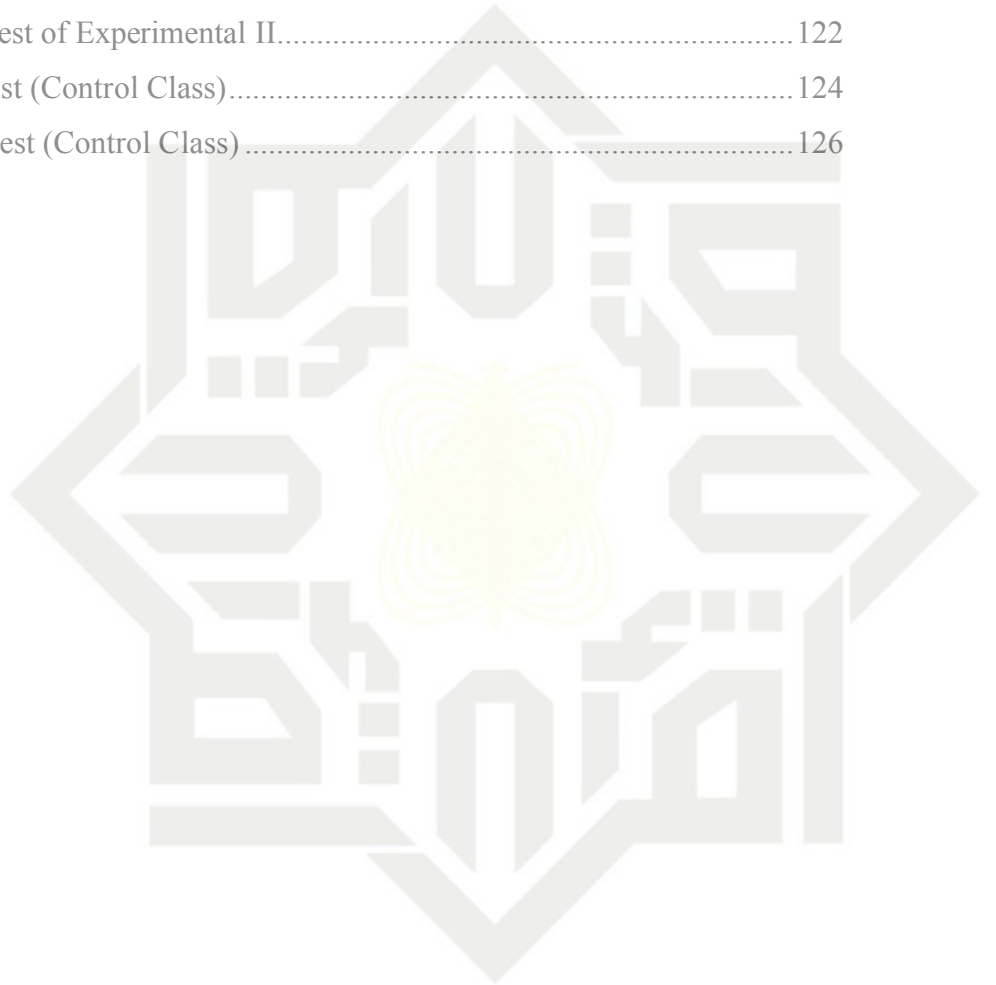 est of Experimental II............................................................................122
st (Control Class)...................................................................................124
est (Control Class)................................................................................126